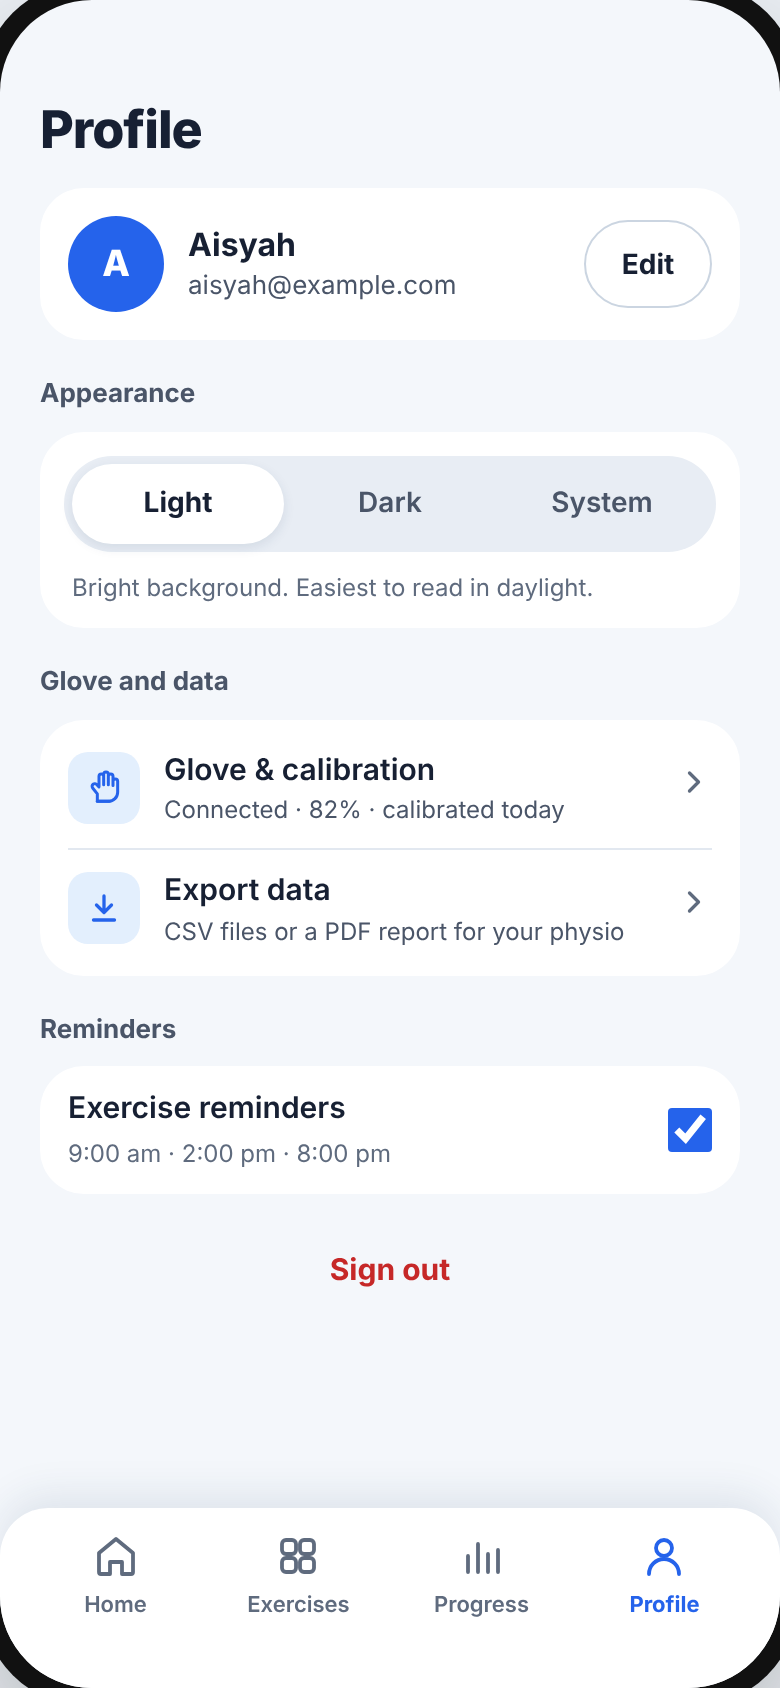 Profile
A
Aisyah
aisyah@example.com
Edit
Appearance
Light
Dark
System
Bright background. Easiest to read in daylight.
Glove and data
Glove & calibration
Connected · 82% · calibrated today
Export data
CSV files or a PDF report for your physio
Reminders
Exercise reminders
9:00 am · 2:00 pm · 8:00 pm
Sign out
Home
Exercises
Progress
Profile